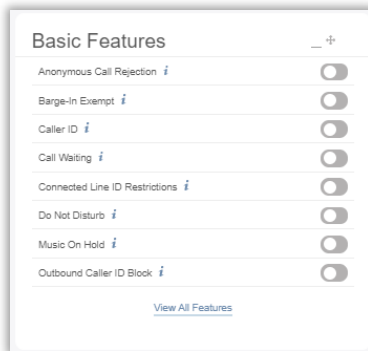 Basic Features
Anonymous Call Rejection i
Barge-In Exempt i
Caller ID i
Call Waiting i
Connected Line ID Restrictions i
Do Not Disturb i
Music On Hold i
Outbound Caller ID Block i
View All Features